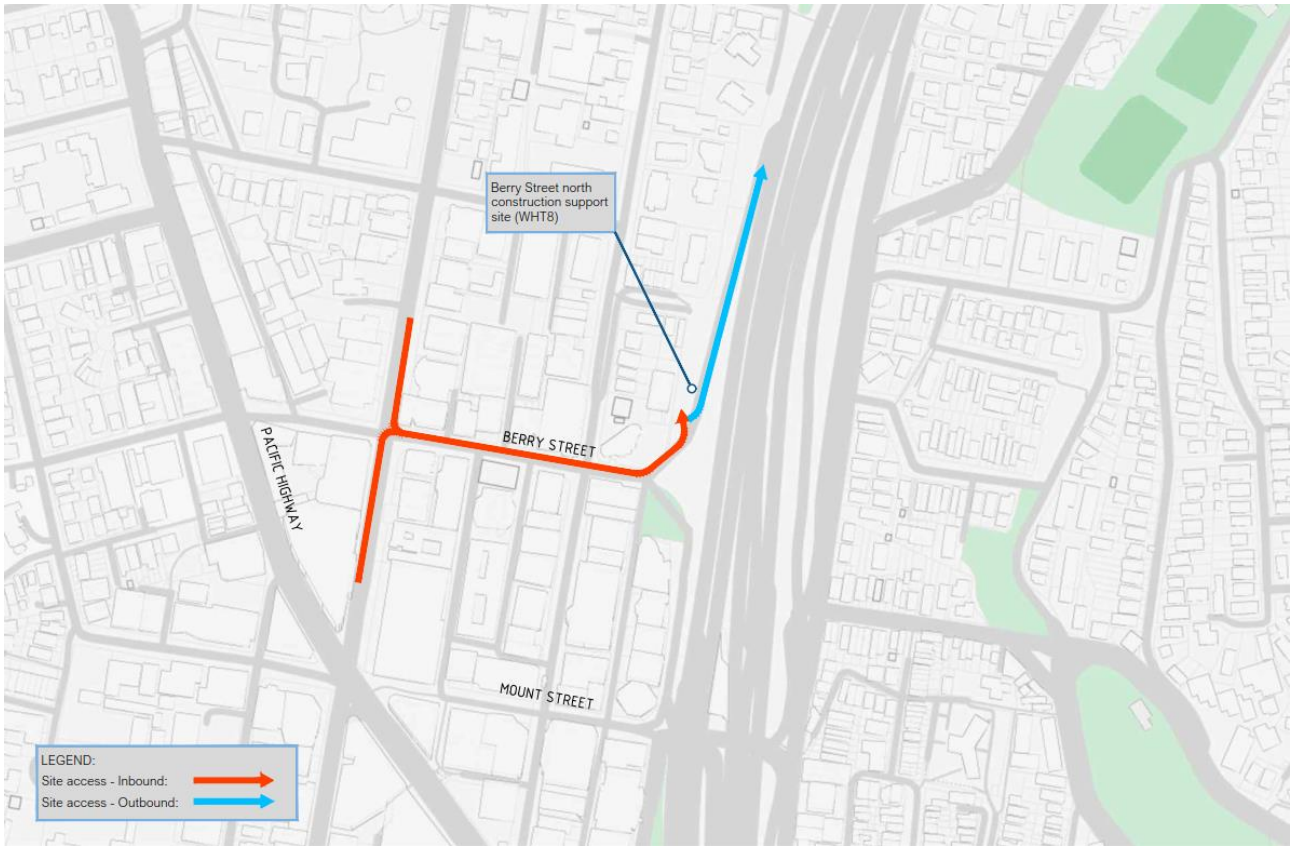 Berry Street north
construction support
site (WHT8)
BERRY STREET
PACIFIC HIGHWAY
MOUNT STREET
LEGEND:
Site access - Inbound:
Site access - Outbound: